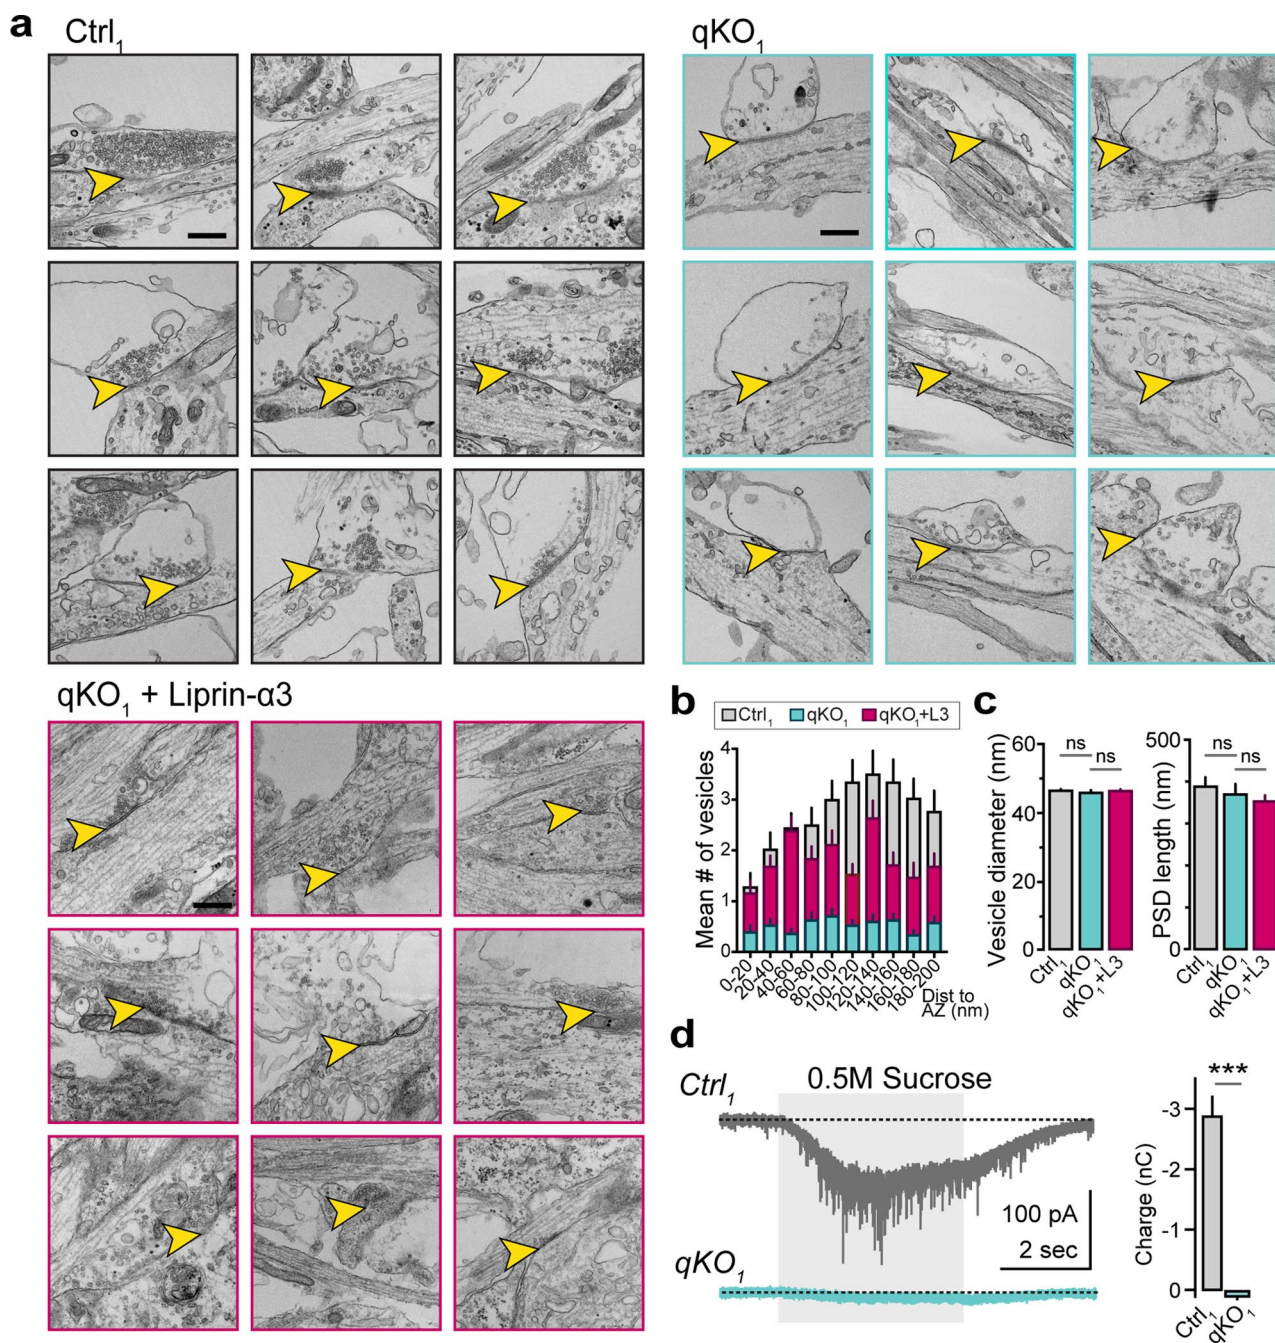 a
Ctrl₁
qKO₁
qKO₁ + Liprin-α3
b
Ctrl₁ qKO₁ qKO₁+L3
Mean # of vesicles
4
3
2
1
0
0-20 20-40 40-60 60-80 80-100 100-120 120-140 140-160 160-180 180-200
Dist to
AZ (nm)
c
Vesicle diameter (nm)
60
40
20
0
ns
ns
Ctrl₁ qKO₁ qKO₁+L3
PSD length (nm)
500
0
ns
ns
Ctrl₁ qKO₁ qKO₁+L3
d
Ctrl₁
0.5M Sucrose
100 pA
2 sec
qKO₁
***
Charge (nC)
-3
-2
-1
0
Ctrl₁ qKO₁